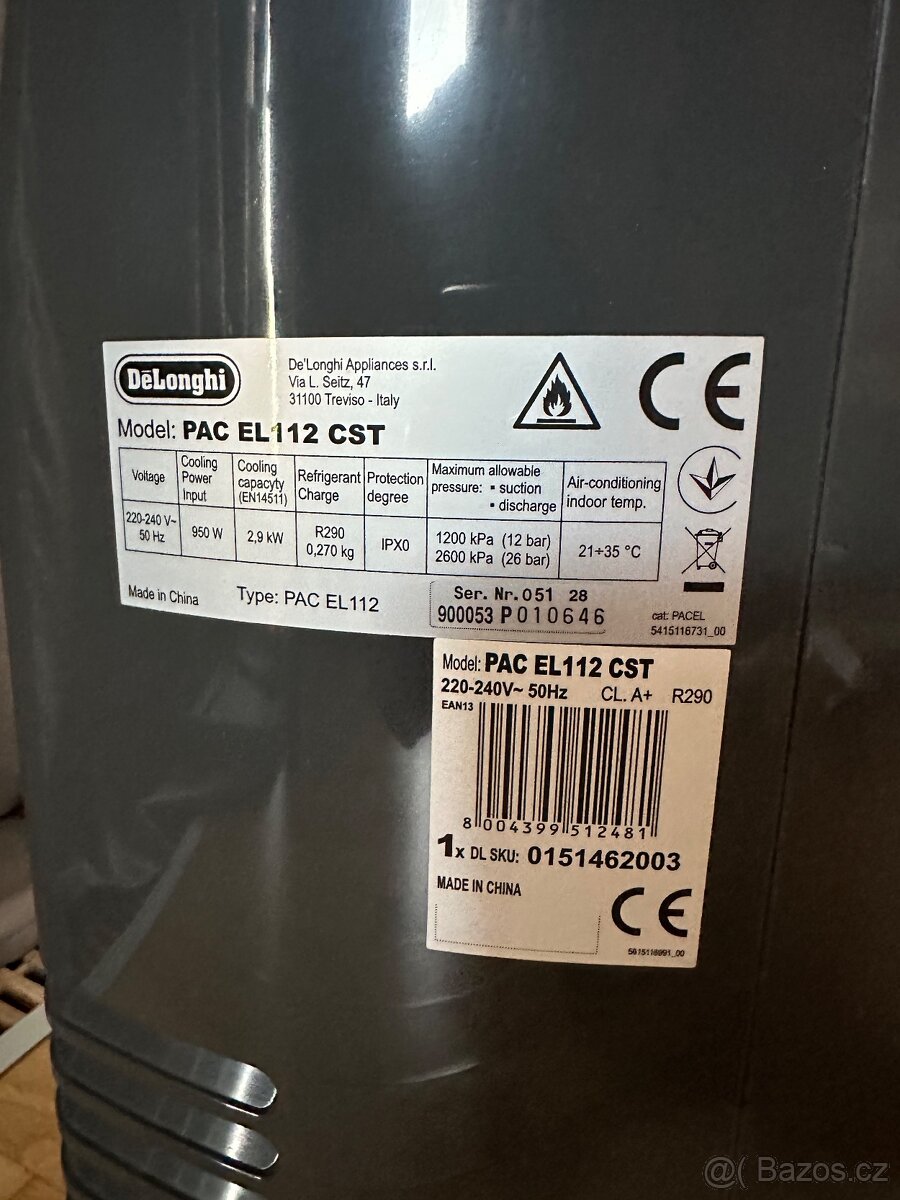 DeLonghi
De'Longhi Appliances s.r.l.
Via L. Seitz, 47
31100 Treviso - Italy
CE
Model: PAC EL112 CST
Voltage
Cooling
Power
Input
Cooling
capacyty
(EN14511)
Refrigerant
Charge
Protection
degree
Maximum allowable
pressure: ▪ suction
▪ discharge
Air-conditioning
indoor temp.
220-240 V~
50 Hz
950 W
2,9 kW
R290
0,270 kg
IPX0
1200 kPa (12 bar)
2600 kPa (26 bar)
21÷35 °C
Made in China
Type: PAC EL112
Ser. Nr. 051 28
900053 P 010646
cat: PACEL
5415116731_00
Model: PAC EL112 CST
220-240V~ 50Hz CL. A+ R290
EAN13
8 004399 512481
1x DL SKU: 0151462003
MADE IN CHINA
CE
@( Bazos.cz